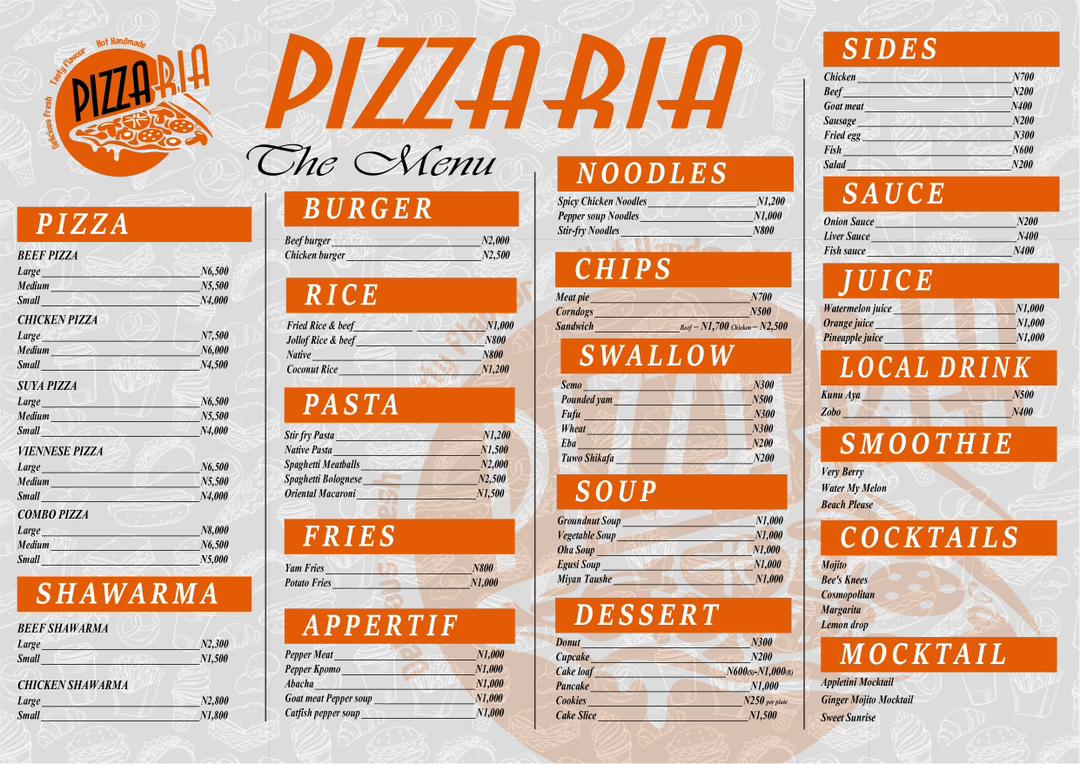 Delicious Fresh Tasty Flavour Hot Handmade
PIZZARIA
PIZZARIA
The Menu
PIZZA
BEEF PIZZA
Large N6,500
Medium N5,500
Small N4,000
CHICKEN PIZZA
Large N7,500
Medium N6,000
Small N4,500
SUYA PIZZA
Large N6,500
Medium N5,500
Small N4,000
VIENNESE PIZZA
Large N6,500
Medium N5,500
Small N4,000
COMBO PIZZA
Large N8,000
Medium N6,500
Small N5,000
SHAWARMA
BEEF SHAWARMA
Large N2,300
Small N1,500
CHICKEN SHAWARMA
Large N2,800
Small N1,800
BURGER
Beef burger N2,000
Chicken burger N2,500
RICE
Fried Rice & beef N1,000
Jollof Rice & beef N800
Native N800
Coconut Rice N1,200
PASTA
Stir fry Pasta N1,200
Native Pasta N1,500
Spaghetti Meatballs N2,000
Spaghetti Bolognese N2,500
Oriental Macaroni N1,500
FRIES
Yam Fries N800
Potato Fries N1,000
APPERTIF
Pepper Meat N1,000
Pepper Kpomo N1,000
Abacha N1,000
Goat meat Pepper soup N1,000
Catfish pepper soup N1,000
NOODLES
Spicy Chicken Noodles N1,200
Pepper soup Noodles N1,000
Stir-fry Noodles N800
CHIPS
Meat pie N700
Corndogs N500
Sandwich Beef – N1,700 Chicken – N2,500
SWALLOW
Semo N300
Pounded yam N500
Fufu N300
Wheat N300
Eba N200
Tuwo Shikafa N200
SOUP
Groundnut Soup N1,000
Vegetable Soup N1,000
Oha Soup N1,000
Egusi Soup N1,000
Miyan Taushe N1,000
DESSERT
Donut N300
Cupcake N200
Cake loaf N600(S)-N1,000(B)
Pancake N1,000
Cookies N250 per plate
Cake Slice N1,500
SIDES
Chicken N700
Beef N200
Goat meat N400
Sausage N200
Fried egg N300
Fish N600
Salad N200
SAUCE
Onion Sauce N200
Liver Sauce N400
Fish sauce N400
JUICE
Watermelon juice N1,000
Orange juice N1,000
Pineapple juice N1,000
LOCAL DRINK
Kunu Aya N500
Zobo N400
SMOOTHIE
Very Berry
Water My Melon
Beach Please
COCKTAILS
Mojito
Bee's Knees
Cosmopolitan
Margarita
Lemon drop
MOCKTAIL
Appletini Mocktail
Ginger Mojito Mocktail
Sweet Sunrise